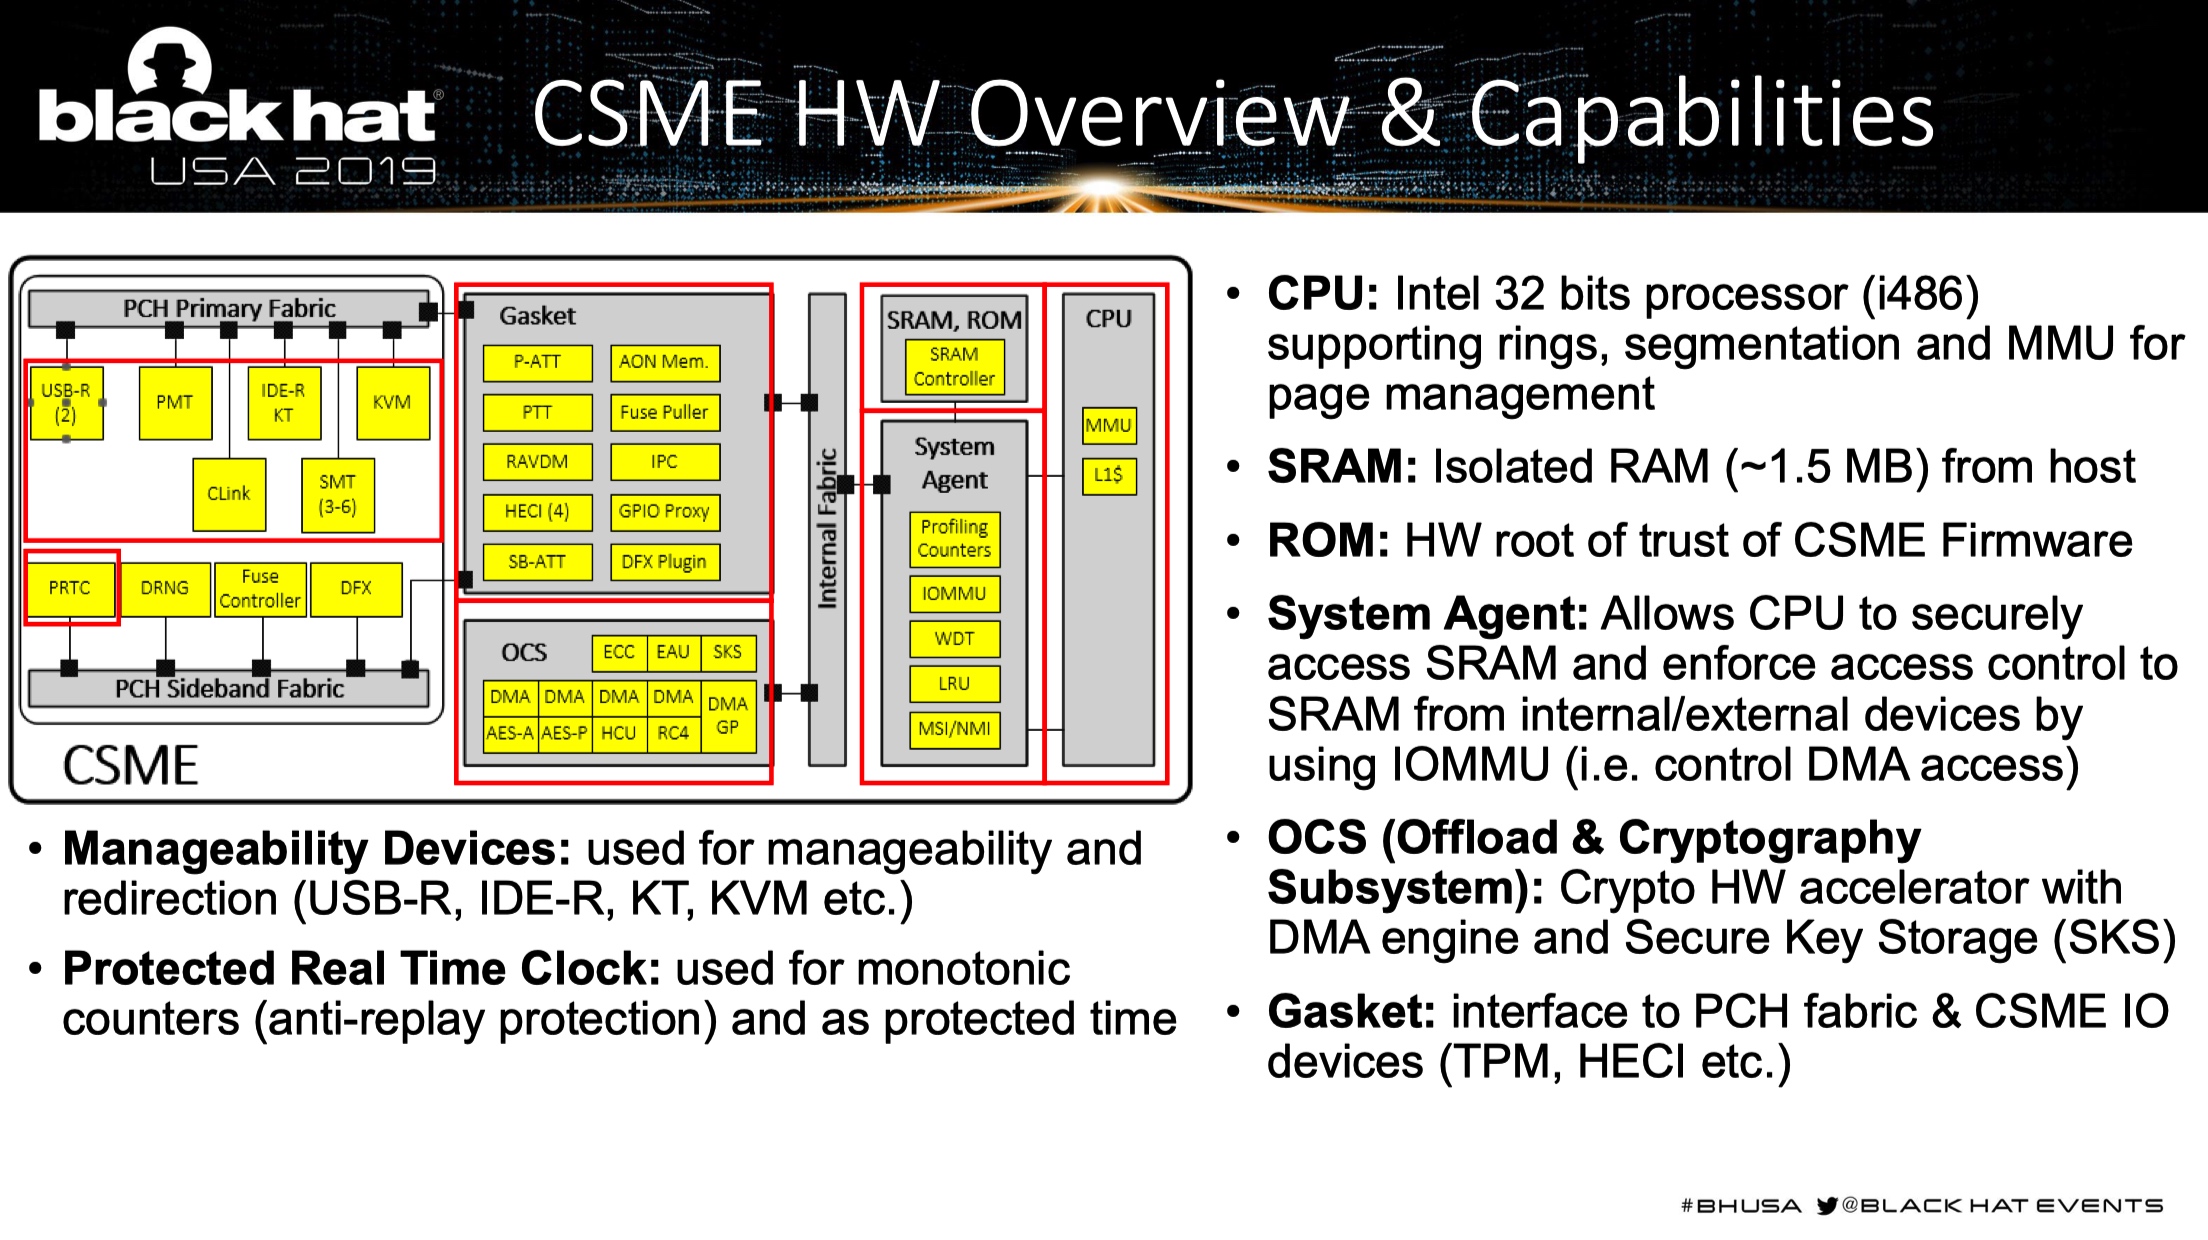 blackhat®
USA 2019
CSME HW Overview & Capabilities
PCH Primary Fabric
USB-R
(2)
PMT
IDE-R
KT
KVM
CLink
SMT
(3-6)
PRTC
DRNG
Fuse
Controller
DFX
PCH Sideband Fabric
CSME
Gasket
P-ATT
AON Mem.
PTT
Fuse Puller
RAVDM
IPC
HECI (4)
GPIO Proxy
SB-ATT
DFX Plugin
OCS
ECC
EAU
SKS
DMA
DMA
DMA
DMA
DMA
GP
AES-A
AES-P
HCU
RC4
Internal Fabric
SRAM, ROM
SRAM
Controller
System
Agent
Profiling
Counters
IOMMU
WDT
LRU
MSI/NMI
CPU
MMU
L1$
• Manageability Devices: used for manageability and
redirection (USB-R, IDE-R, KT, KVM etc.)
• Protected Real Time Clock: used for monotonic
counters (anti-replay protection) and as protected time
• CPU: Intel 32 bits processor (i486)
supporting rings, segmentation and MMU for
page management
• SRAM: Isolated RAM (~1.5 MB) from host
• ROM: HW root of trust of CSME Firmware
• System Agent: Allows CPU to securely
access SRAM and enforce access control to
SRAM from internal/external devices by
using IOMMU (i.e. control DMA access)
• OCS (Offload & Cryptography
Subsystem): Crypto HW accelerator with
DMA engine and Secure Key Storage (SKS)
• Gasket: interface to PCH fabric & CSME IO
devices (TPM, HECI etc.)
#BHUSA @BLACK HAT EVENTS